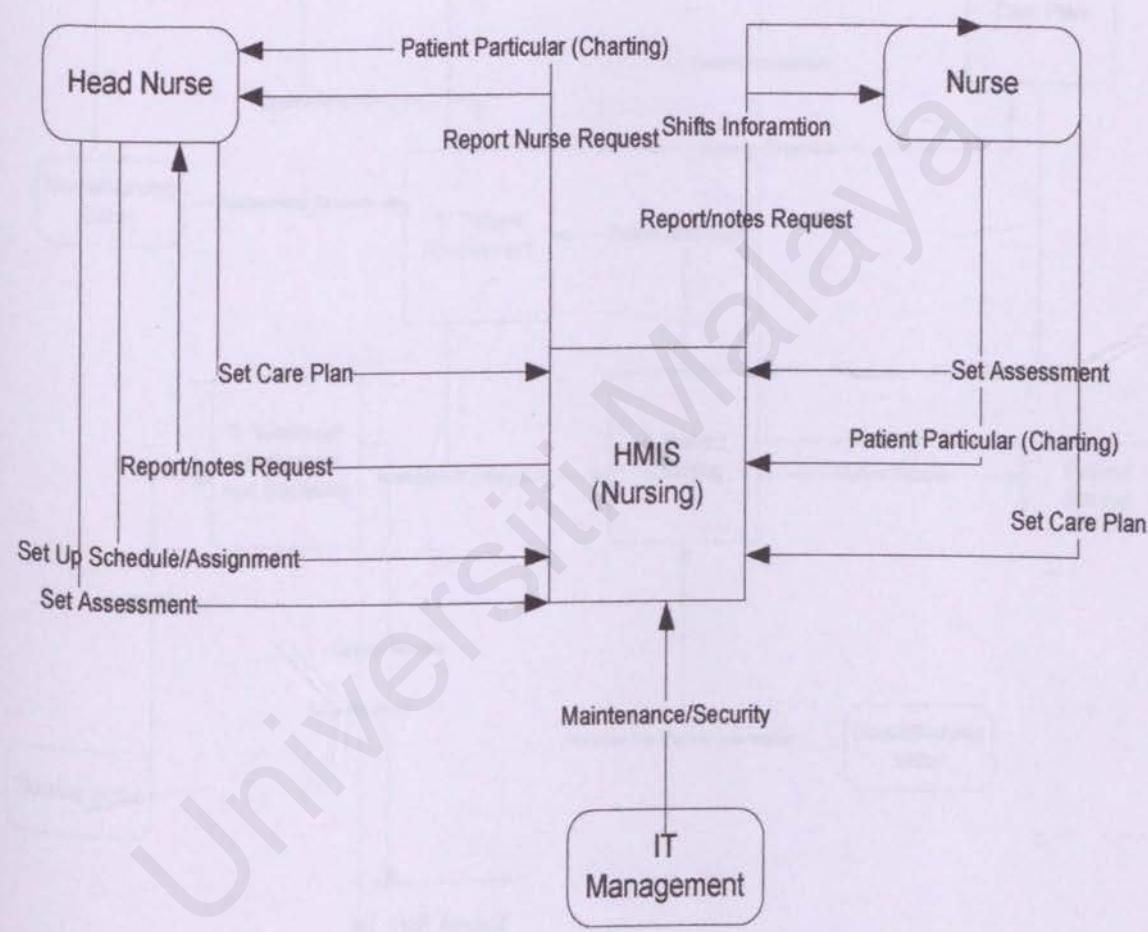 Patient Particular (Charting)
Head Nurse
Nurse
Report Nurse Request
Shifts Inforamtion
Report/notes Request
Set Care Plan
Set Assessment
HMIS
(Nursing)
Patient Particular (Charting)
Report/notes Request
Set Care Plan
Set Up Schedule/Assignment
Set Assessment
Maintenance/Security
IT
Management
Universiti Malaya